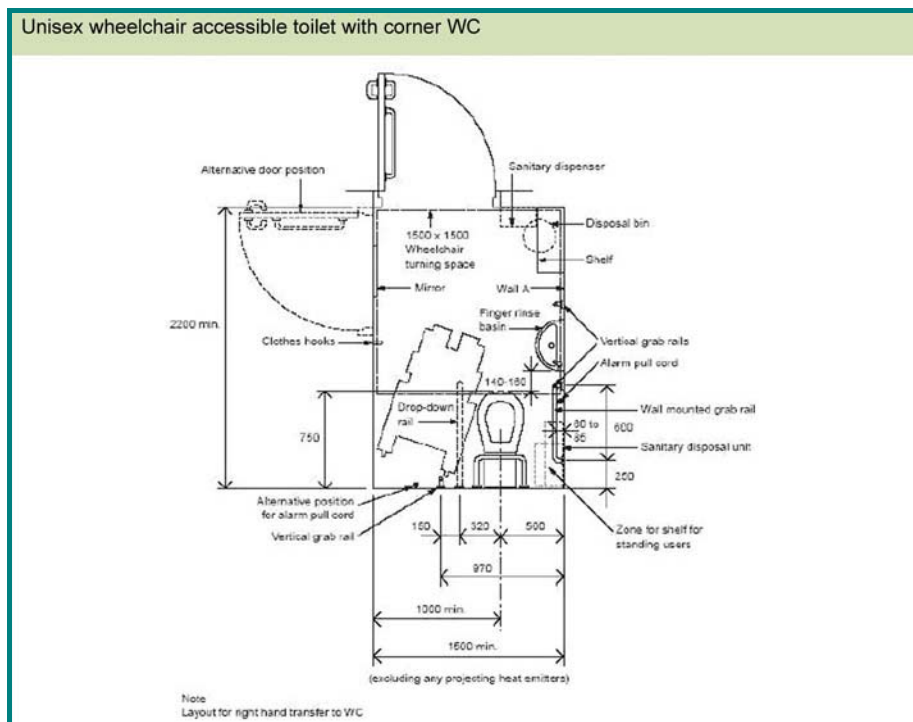 Unisex wheelchair accessible toilet with corner WC
Alternative door position
Sanitary dispenser
Disposal bin
1500 x 1500
Wheelchair
turning space
Shelf
Mirror
Wall A
Finger rinse
basin
2200 min.
Clothes hooks
Vertical grab rails
Alarm pull cord
140-160
Wall mounted grab rail
Drop-down
rail
60 to
85
600
750
Sanitary disposal unit
250
Alternative position
for alarm pull cord
Vertical grab rail
150
320
500
Zone for shelf for
standing users
970
1000 min.
1500 min.
(excluding any projecting heat emitters)
Note
Layout for right hand transfer to WC